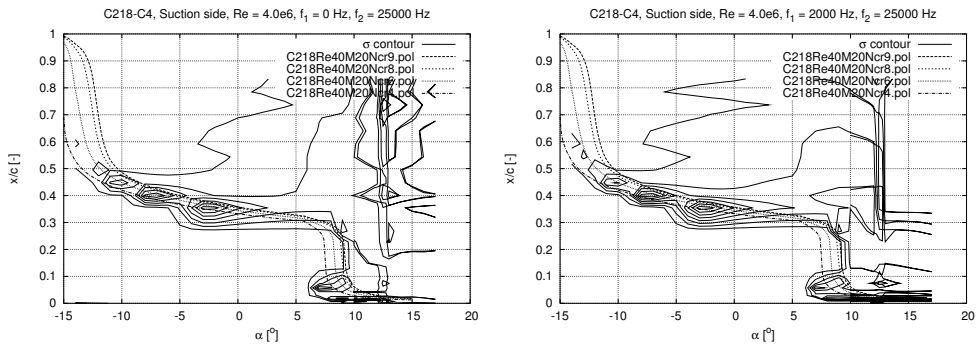 C218-C4, Suction side, Re = 4.0e6, f1 = 0 Hz, f2 = 25000 Hz
1
0.9
0.8
0.7
0.6
0.5
0.4
0.3
0.2
0.1
0
x/c [-]
σ contour
C218Re40M20Ncr9.pol
C218Re40M20Ncr8.pol
C218Re40M20Ncr6.pol
C218Re40M20Ncr4.pol
-15 -10 -5 0 5 10 15 20
α [°]
C218-C4, Suction side, Re = 4.0e6, f1 = 2000 Hz, f2 = 25000 Hz
1
0.9
0.8
0.7
0.6
0.5
0.4
0.3
0.2
0.1
0
x/c [-]
σ contour
C218Re40M20Ncr9.pol
C218Re40M20Ncr8.pol
C218Re40M20Ncr6.pol
C218Re40M20Ncr4.pol
-15 -10 -5 0 5 10 15 20
α [°]